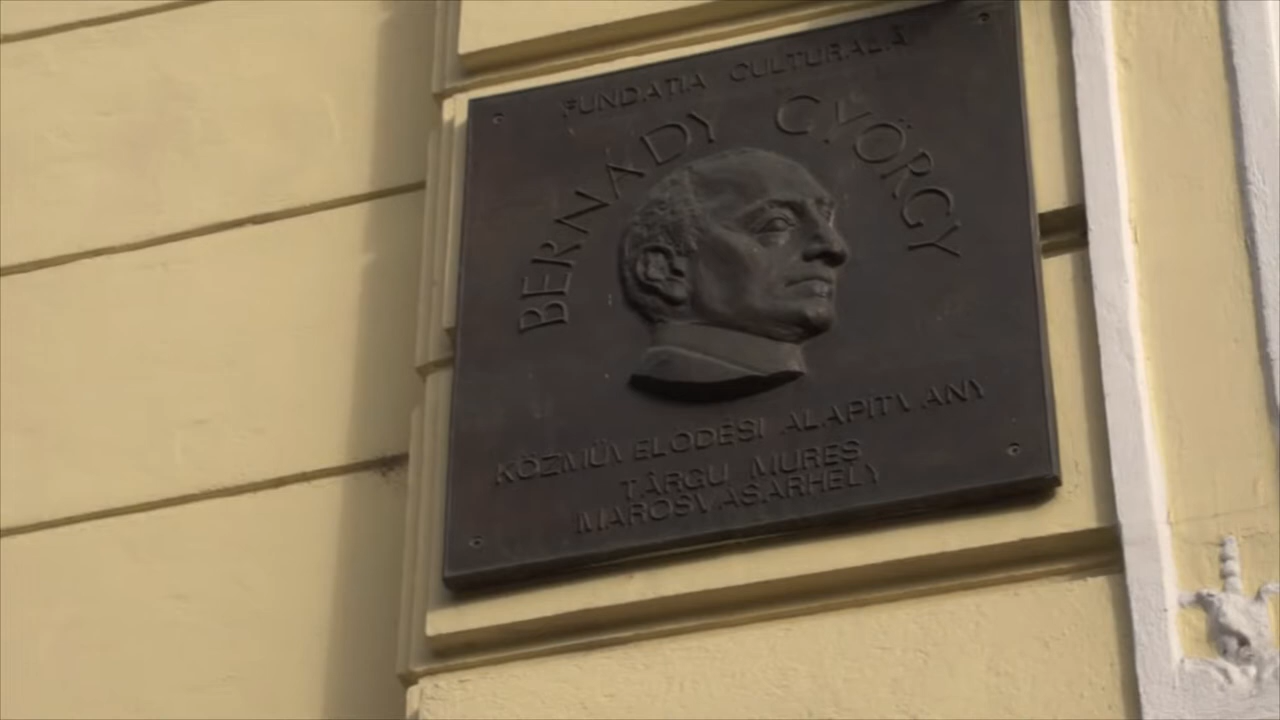 FUNDAȚIA CULTURALĂ
BERNÁDY GYÖRGY
KÖZMŰVELŐDÉSI ALAPÍTVÁNY
TÂRGU MUREȘ
MAROSVÁSÁRHELY